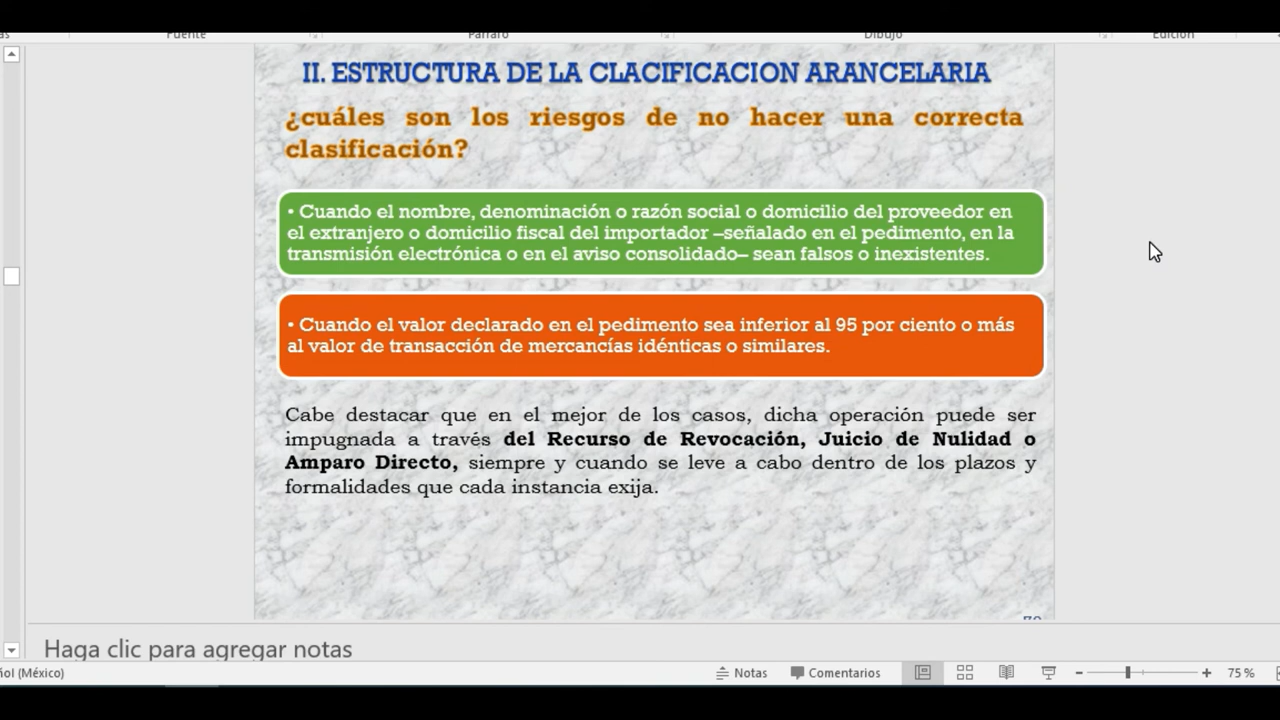 Fuente
Párrafo
Dibujo
Edición
II. ESTRUCTURA DE LA CLACIFICACION ARANCELARIA
¿cuáles son los riesgos de no hacer una correcta
clasificación?
• Cuando el nombre, denominación o razón social o domicilio del proveedor en
el extranjero o domicilio fiscal del importador –señalado en el pedimento, en la
transmisión electrónica o en el aviso consolidado– sean falsos o inexistentes.
• Cuando el valor declarado en el pedimento sea inferior al 95 por ciento o más
al valor de transacción de mercancías idénticas o similares.
Cabe destacar que en el mejor de los casos, dicha operación puede ser
impugnada a través del Recurso de Revocación, Juicio de Nulidad o
Amparo Directo, siempre y cuando se leve a cabo dentro de los plazos y
formalidades que cada instancia exija.
Haga clic para agregar notas
ñol (México)
Notas
Comentarios
75 %